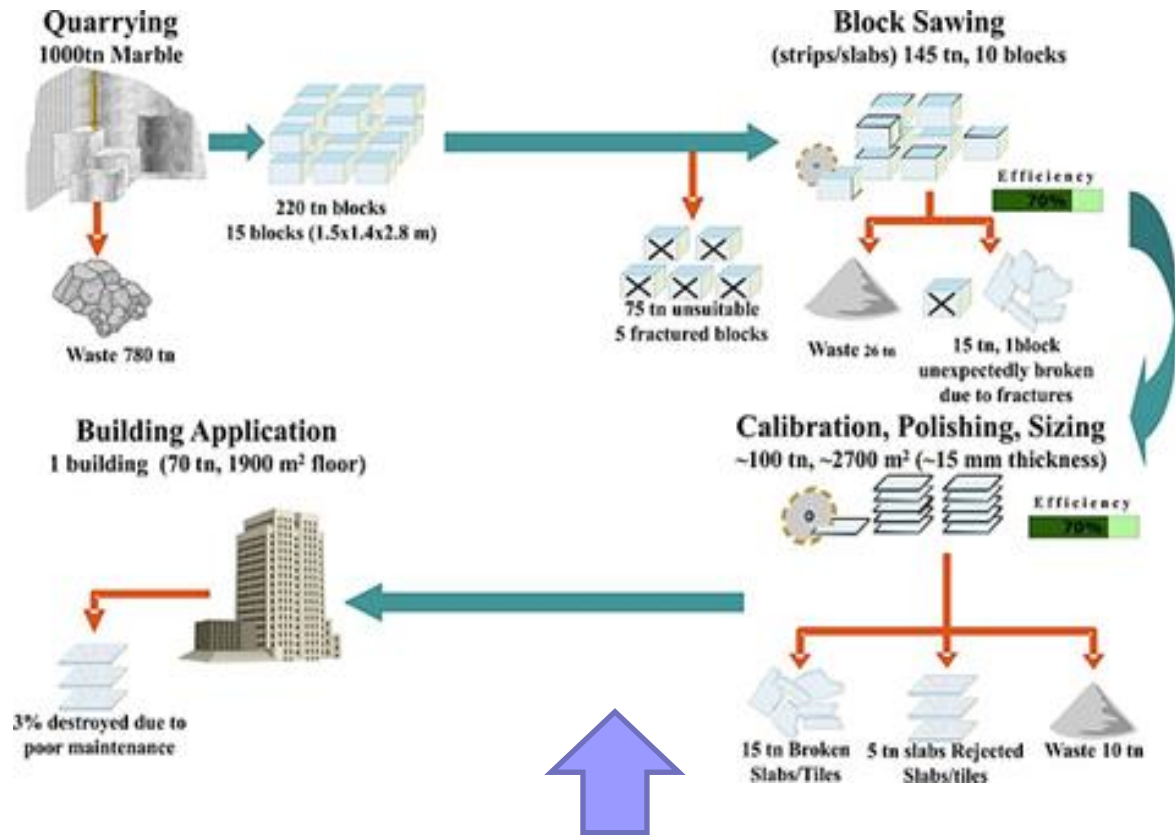 Quarrying
1000tn Marble
220 tn blocks
15 blocks (1.5x1.4x2.8 m)
Waste 780 tn
75 tn unsuitable
5 fractured blocks
Block Sawing
(strips/slabs) 145 tn, 10 blocks
Efficiency
70%
Waste 26 tn
15 tn, 1block
unexpectedly broken
due to fractures
Calibration, Polishing, Sizing
~100 tn, ~2700 m² (~15 mm thickness)
Efficiency
70%
15 tn Broken
Slabs/Tiles
5 tn slabs Rejected
Slabs/tiles
Waste 10 tn
Building Application
1 building (70 tn, 1900 m² floor)
3% destroyed due to
poor maintenance